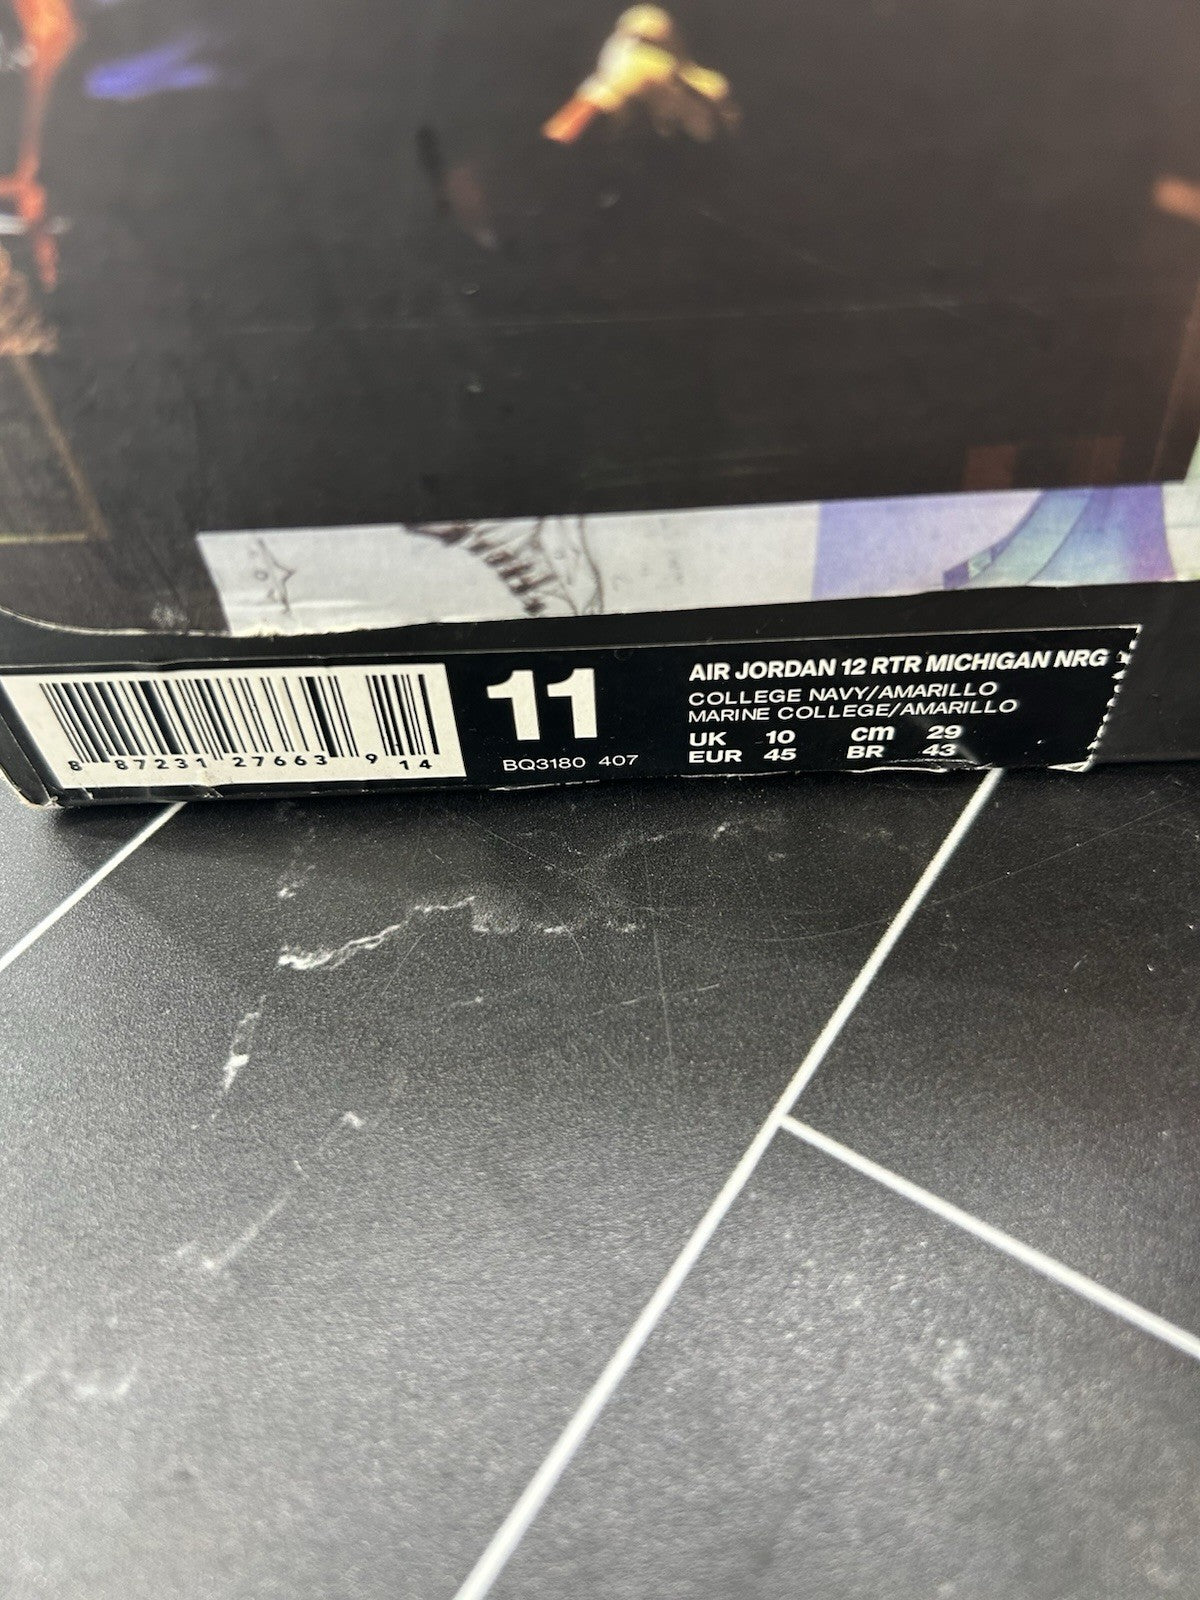 8 87231 27663 9 14
11
BQ3180 407
AIR JORDAN 12 RTR MICHIGAN NRG
COLLEGE NAVY/AMARILLO
MARINE COLLEGE/AMARILLO
UK 10 cm 29
EUR 45 BR 43